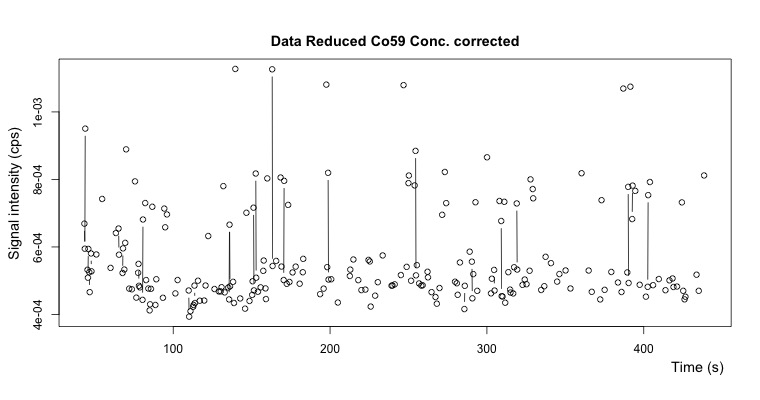 Data Reduced Co59 Conc. corrected
Signal intensity (cps)
1e-03
8e-04
6e-04
4e-04
100 200 300 400
Time (s)